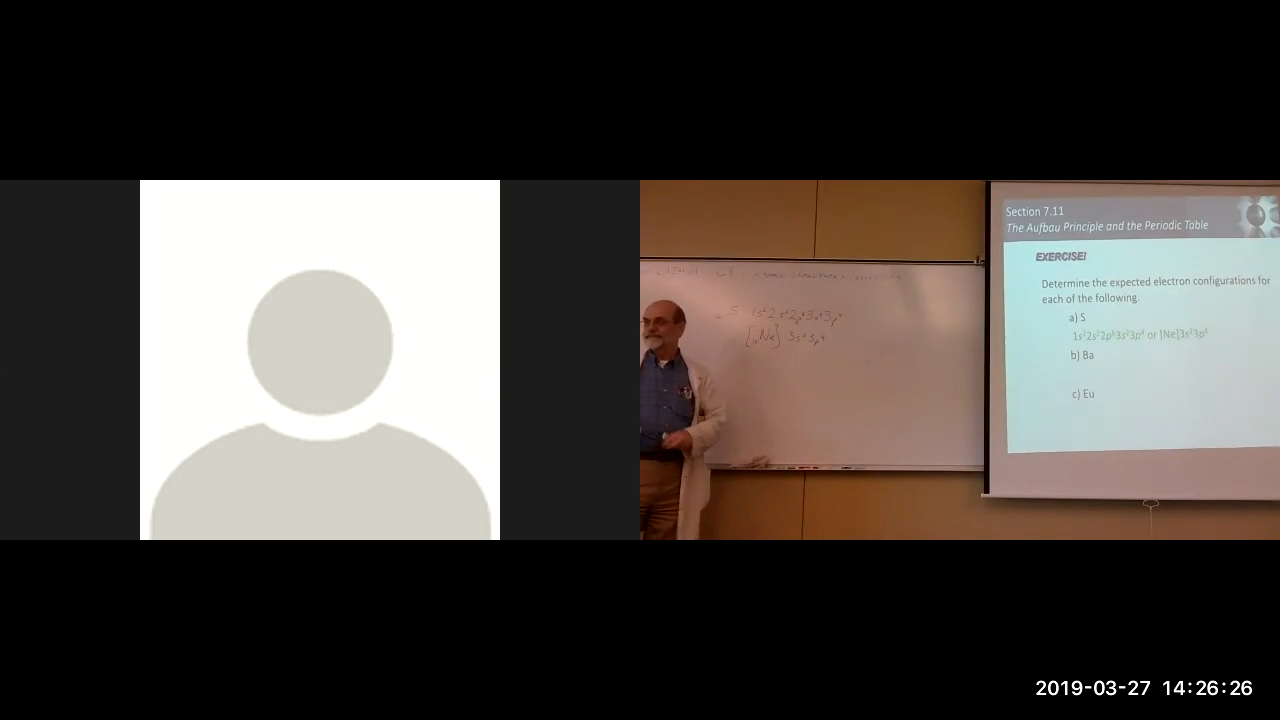 Section 7.11
The Aufbau Principle and the Periodic Table
EXERCISE!
Determine the expected electron configurations for
each of the following.
a) S
1s²2s²2p⁶3s²3p⁴ or [Ne]3s²3p⁴
b) Ba
c) Eu
S 1s²2s²2p⁶3s²3p⁴
[₁₀Ne] 3s²3p⁴
2019-03-27 14:26:26